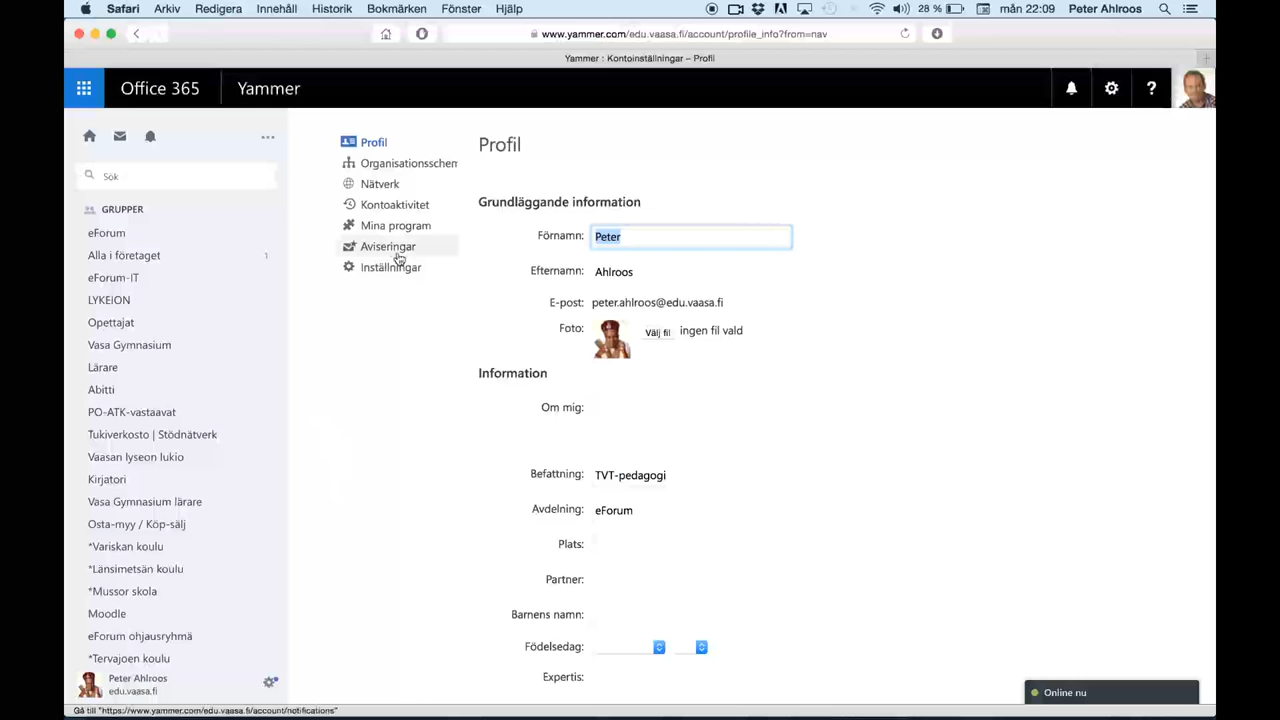 Safari Arkiv Redigera Innehåll Historik Bokmärken Fönster Hjälp 28 % mån 22:09 Peter Ahlroos
www.yammer.com/edu.vaasa.fi/account/profile_info?from=nav
Yammer : Kontoinställningar – Profil
Office 365 Yammer ?
Sök
GRUPPER
eForum
Alla i företaget 1
eForum-IT
LYKEION
Opettajat
Vasa Gymnasium
Lärare
Abitti
PO-ATK-vastaavat
Tukiverkosto | Stödnätverk
Vaasan lyseon lukio
Kirjatori
Vasa Gymnasium lärare
Osta-myy / Köp-sälj
*Variskan koulu
*Länsimetsän koulu
*Mussor skola
Moodle
eForum ohjausryhmä
*Tervajoen koulu
Peter Ahlroos
edu.vaasa.fi
Profil
Organisationsschem
Nätverk
Kontoaktivitet
Mina program
Aviseringar
Inställningar
Profil
Grundläggande information
Förnamn: Peter
Efternamn: Ahlroos
E-post: peter.ahlroos@edu.vaasa.fi
Foto: Välj fil ingen fil vald
Information
Om mig:
Befattning: TVT-pedagogi
Avdelning: eForum
Plats:
Partner:
Barnens namn:
Födelsedag:
Expertis:
Online nu
Gå till "https://www.yammer.com/edu.vaasa.fi/account/notifications"